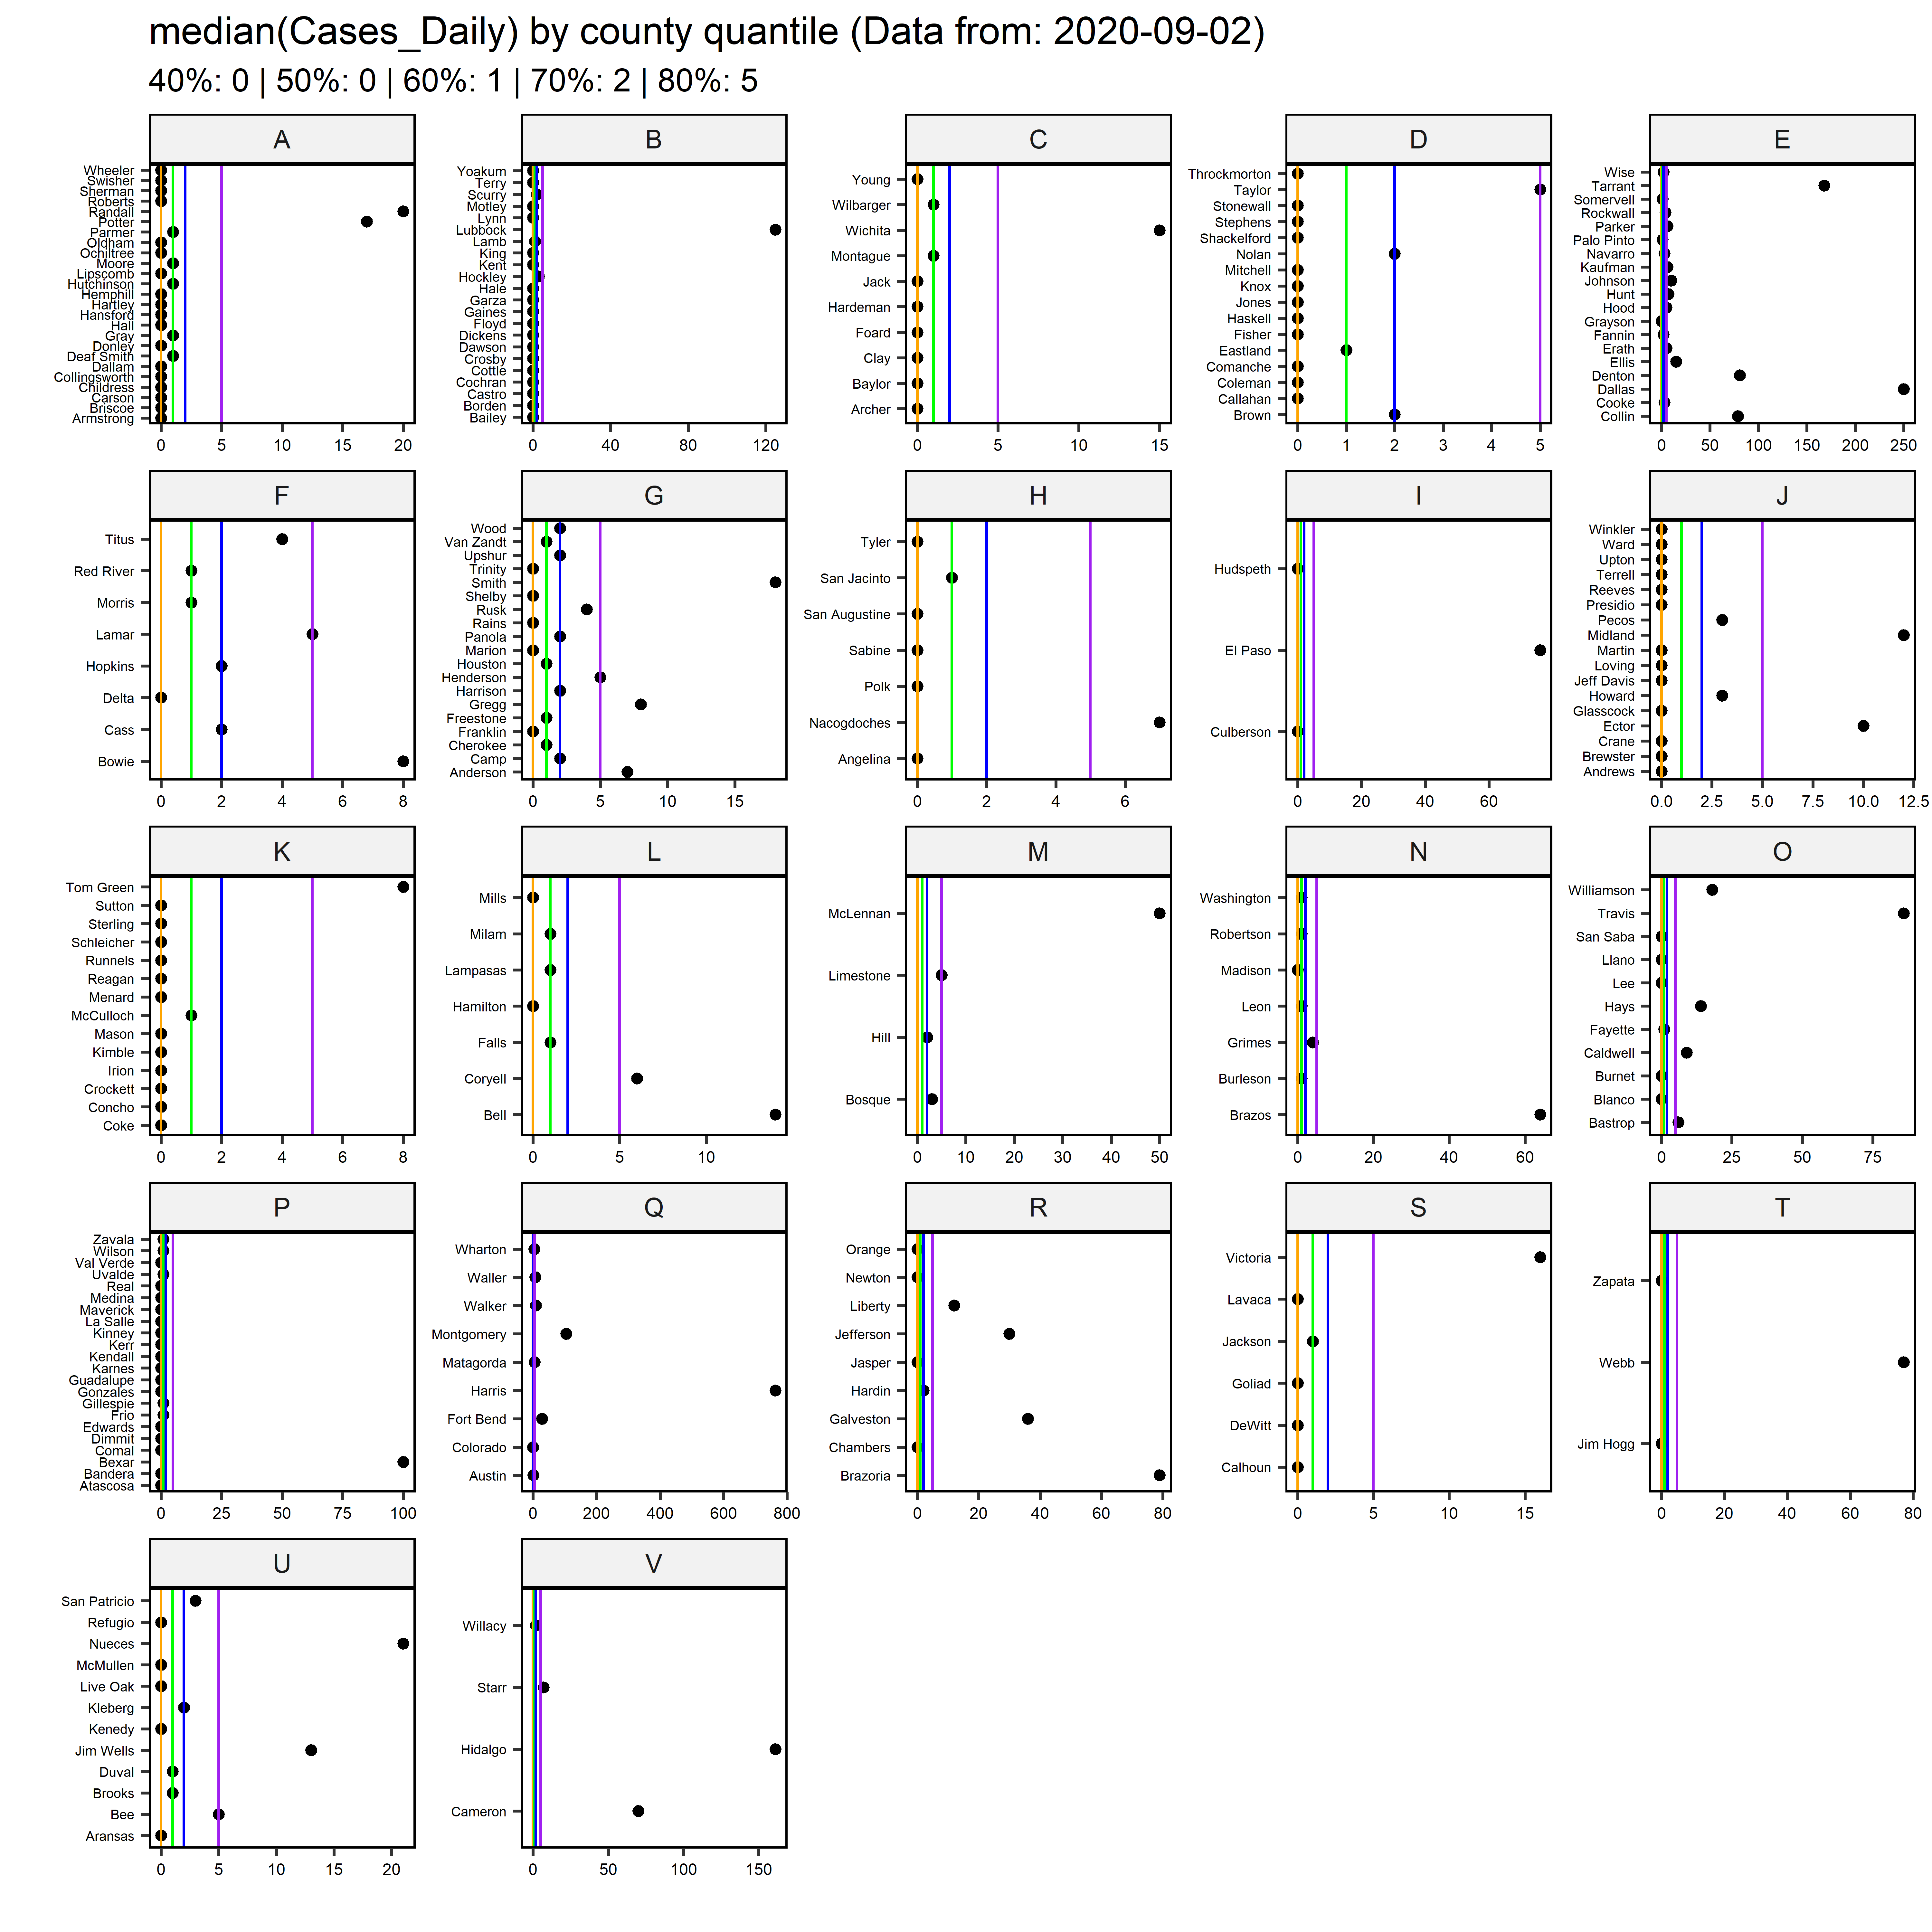 median(Cases_Daily) by county quantile (Data from: 2020-09-02)
40%: 0 | 50%: 0 | 60%: 1 | 70%: 2 | 80%: 5
A
Wheeler
Swisher
Sherman
Roberts
Randall
Potter
Parmer
Oldham
Ochiltree
Moore
Lipscomb
Hutchinson
Hemphill
Hartley
Hansford
Hall
Gray
Donley
Deaf Smith
Dallam
Collingsworth
Childress
Carson
Briscoe
Armstrong
0 5 10 15 20
B
Yoakum
Terry
Scurry
Motley
Lynn
Lubbock
Lamb
King
Kent
Hockley
Hale
Garza
Gaines
Floyd
Dickens
Dawson
Crosby
Cottle
Cochran
Castro
Borden
Bailey
0 40 80 120
C
Young
Wilbarger
Wichita
Montague
Jack
Hardeman
Foard
Clay
Baylor
Archer
0 5 10 15
D
Throckmorton
Taylor
Stonewall
Stephens
Shackelford
Nolan
Mitchell
Knox
Jones
Haskell
Fisher
Eastland
Comanche
Coleman
Callahan
Brown
0 1 2 3 4 5
E
Wise
Tarrant
Somervell
Rockwall
Parker
Palo Pinto
Navarro
Kaufman
Johnson
Hunt
Hood
Grayson
Fannin
Erath
Ellis
Denton
Dallas
Cooke
Collin
0 50 100 150 200 250
F
Titus
Red River
Morris
Lamar
Hopkins
Delta
Cass
Bowie
0 2 4 6 8
G
Wood
Van Zandt
Upshur
Trinity
Smith
Shelby
Rusk
Rains
Panola
Marion
Houston
Henderson
Harrison
Gregg
Freestone
Franklin
Cherokee
Camp
Anderson
0 5 10 15
H
Tyler
San Jacinto
San Augustine
Sabine
Polk
Nacogdoches
Angelina
0 2 4 6
I
Hudspeth
El Paso
Culberson
0 20 40 60
J
Winkler
Ward
Upton
Terrell
Reeves
Presidio
Pecos
Midland
Martin
Loving
Jeff Davis
Howard
Glasscock
Ector
Crane
Brewster
Andrews
0.0 2.5 5.0 7.5 10.0 12.5
K
Tom Green
Sutton
Sterling
Schleicher
Runnels
Reagan
Menard
McCulloch
Mason
Kimble
Irion
Crockett
Concho
Coke
0 2 4 6 8
L
Mills
Milam
Lampasas
Hamilton
Falls
Coryell
Bell
0 5 10
M
McLennan
Limestone
Hill
Bosque
0 10 20 30 40 50
N
Washington
Robertson
Madison
Leon
Grimes
Burleson
Brazos
0 20 40 60
O
Williamson
Travis
San Saba
Llano
Lee
Hays
Fayette
Caldwell
Burnet
Blanco
Bastrop
0 25 50 75
P
Zavala
Wilson
Val Verde
Uvalde
Real
Medina
Maverick
La Salle
Kinney
Kerr
Kendall
Karnes
Guadalupe
Gonzales
Gillespie
Frio
Edwards
Dimmit
Comal
Bexar
Bandera
Atascosa
0 25 50 75 100
Q
Wharton
Waller
Walker
Montgomery
Matagorda
Harris
Fort Bend
Colorado
Austin
0 200 400 600 800
R
Orange
Newton
Liberty
Jefferson
Jasper
Hardin
Galveston
Chambers
Brazoria
0 20 40 60 80
S
Victoria
Lavaca
Jackson
Goliad
DeWitt
Calhoun
0 5 10 15
T
Zapata
Webb
Jim Hogg
0 20 40 60 80
U
San Patricio
Refugio
Nueces
McMullen
Live Oak
Kleberg
Kenedy
Jim Wells
Duval
Brooks
Bee
Aransas
0 5 10 15 20
V
Willacy
Starr
Hidalgo
Cameron
0 50 100 150